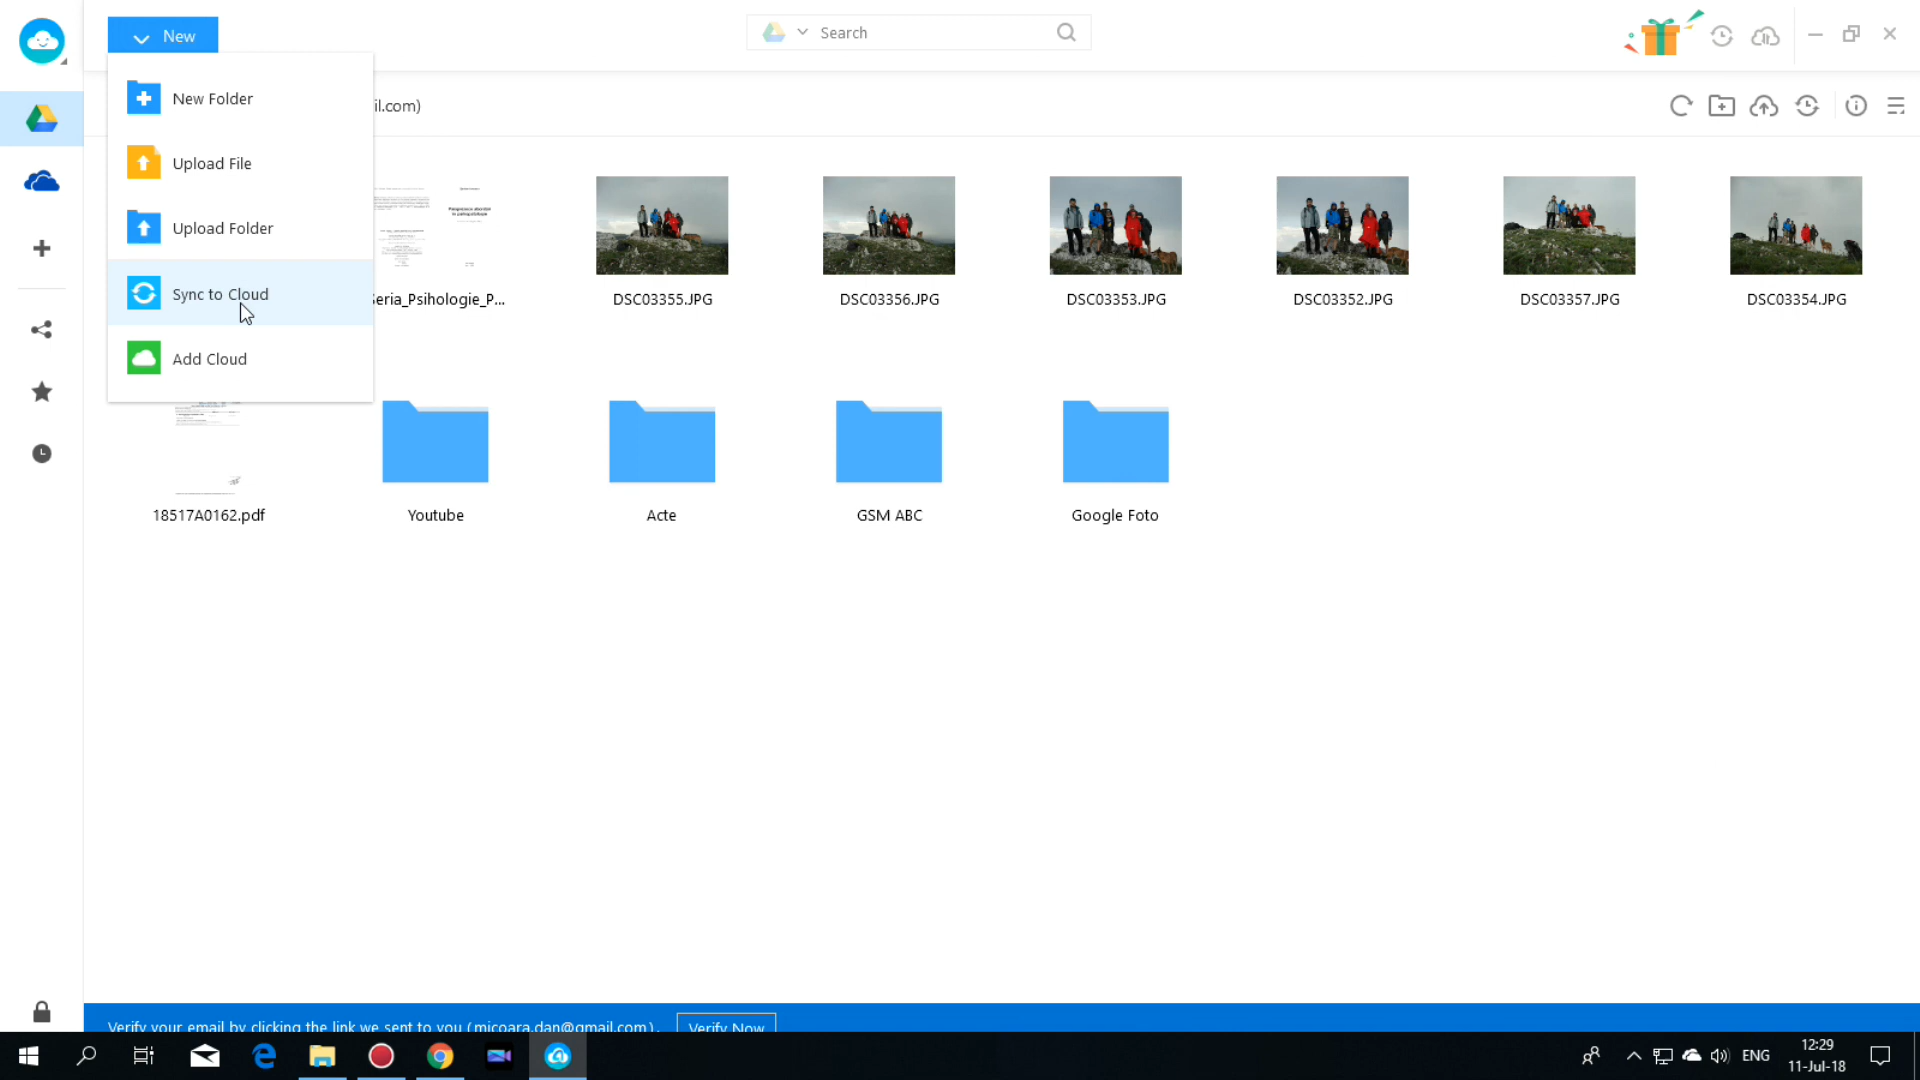 New
Search
New Folder
il.com)
Upload File
Upload Folder
Sync to Cloud
Seria_Psihologie_P...
DSC03355.JPG
DSC03356.JPG
DSC03353.JPG
DSC03352.JPG
DSC03357.JPG
DSC03354.JPG
Add Cloud
18517A0162.pdf
Youtube
Acte
GSM ABC
Google Foto
Verify your email by clicking the link we sent to you (micoara.dan@gmail.com).
Verify Now
ENG
12:29
11-Jul-18